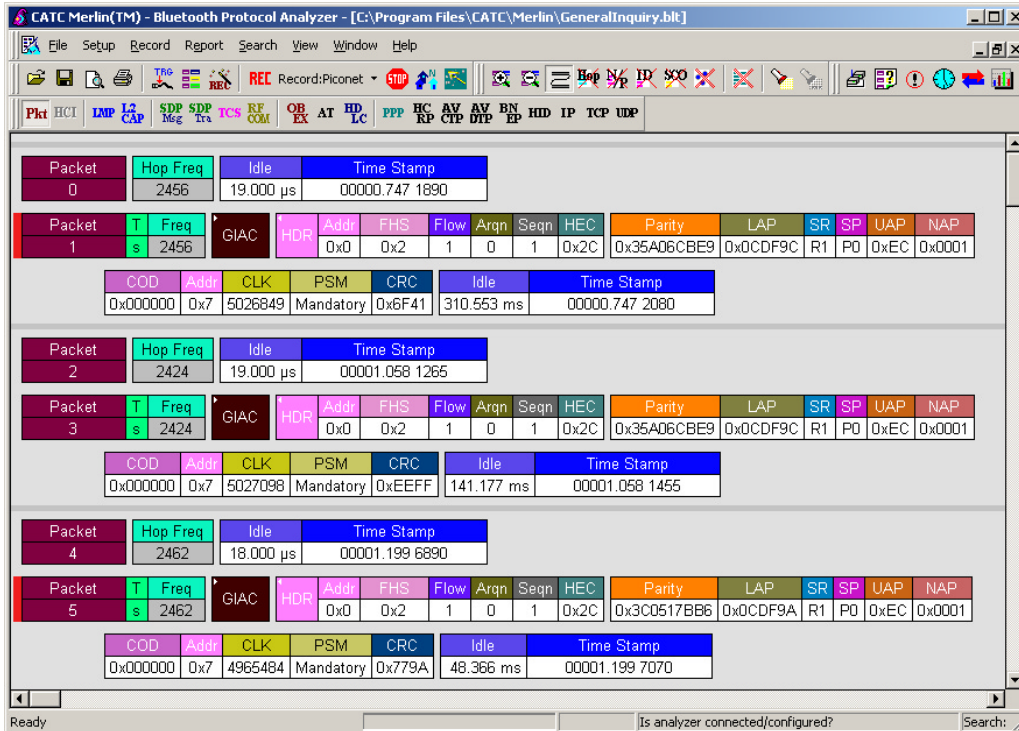 CATC Merlin(TM) - Bluetooth Protocol Analyzer - [C:\Program Files\CATC\Merlin\GeneralInquiry.blt]
File Setup Record Report Search View Window Help
TRG REC REC Record:Piconet STOP N Hop N/P ID SCO
Pkt HCI LMP L2CAP SDP Msg SDP Tra TCS RFCOM OBEX AT HDLC PPP HCRP AVCTP AVDTP BNEP HID IP TCP UDP
Packet Hop Freq Idle Time Stamp
0 2456 19.000 µs 00000.747 1890
Packet T Freq GIAC HDR Addr FHS Flow Arqn Seqn HEC Parity LAP SR SP UAP NAP
1 s 2456 0x0 0x2 1 0 1 0x2C 0x35A06CBE9 0x0CDF9C R1 P0 0xEC 0x0001
COD Addr CLK PSM CRC Idle Time Stamp
0x000000 0x7 5026849 Mandatory 0x6F41 310.553 ms 00000.747 2080
Packet Hop Freq Idle Time Stamp
2 2424 19.000 µs 00001.058 1265
Packet T Freq GIAC HDR Addr FHS Flow Arqn Seqn HEC Parity LAP SR SP UAP NAP
3 s 2424 0x0 0x2 1 0 1 0x2C 0x35A06CBE9 0x0CDF9C R1 P0 0xEC 0x0001
COD Addr CLK PSM CRC Idle Time Stamp
0x000000 0x7 5027098 Mandatory 0xEEFF 141.177 ms 00001.058 1455
Packet Hop Freq Idle Time Stamp
4 2462 18.000 µs 00001.199 6890
Packet T Freq GIAC HDR Addr FHS Flow Arqn Seqn HEC Parity LAP SR SP UAP NAP
5 s 2462 0x0 0x2 1 0 1 0x2C 0x3C0517BB6 0x0CDF9A R1 P0 0xEC 0x0001
COD Addr CLK PSM CRC Idle Time Stamp
0x000000 0x7 4965484 Mandatory 0x779A 48.366 ms 00001.199 7070
Ready Is analyzer connected/configured? Search: